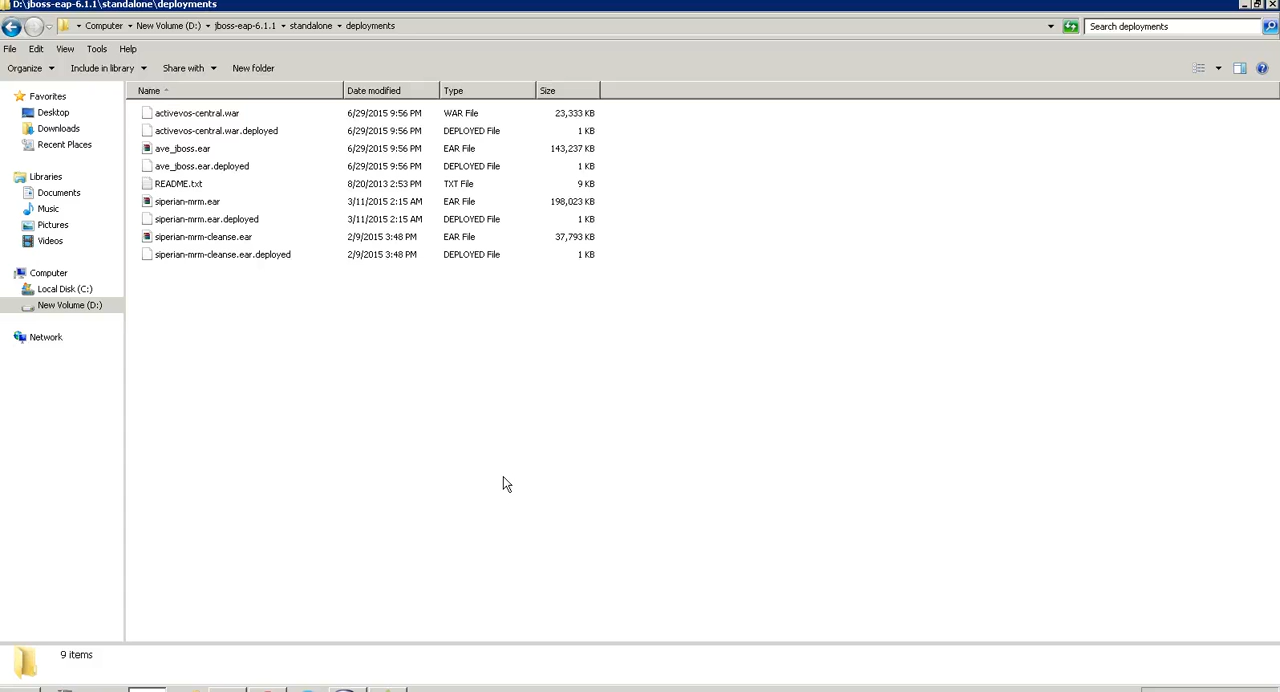 D:\jboss-eap-6.1.1\standalone\deployments
Computer New Volume (D:) jboss-eap-6.1.1 standalone deployments
Search deployments
File Edit View Tools Help
Organize Include in library Share with New folder
Name Date modified Type Size
Favorites
Desktop
Downloads
Recent Places
Libraries
Documents
Music
Pictures
Videos
Computer
Local Disk (C:)
New Volume (D:)
Network
activevos-central.war 6/29/2015 9:56 PM WAR File 23,333 KB
activevos-central.war.deployed 6/29/2015 9:56 PM DEPLOYED File 1 KB
ave_jboss.ear 6/29/2015 9:56 PM EAR File 143,237 KB
ave_jboss.ear.deployed 6/29/2015 9:56 PM DEPLOYED File 1 KB
README.txt 8/20/2013 2:53 PM TXT File 9 KB
siperian-mrm.ear 3/11/2015 2:15 AM EAR File 198,023 KB
siperian-mrm.ear.deployed 3/11/2015 2:15 AM DEPLOYED File 1 KB
siperian-mrm-cleanse.ear 2/9/2015 3:48 PM EAR File 37,793 KB
siperian-mrm-cleanse.ear.deployed 2/9/2015 3:48 PM DEPLOYED File 1 KB
9 items